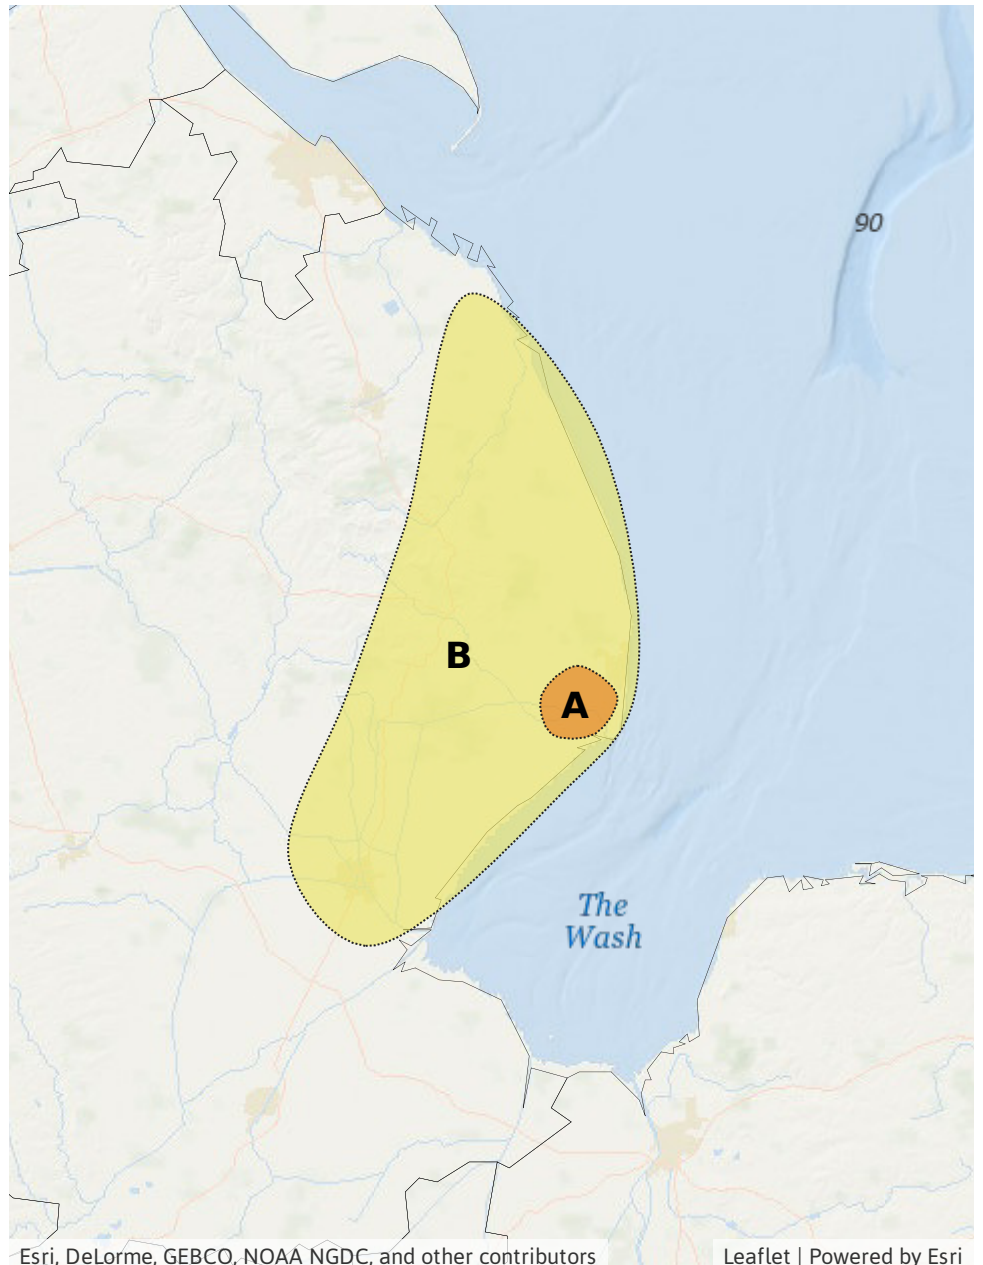 90
B
A
The
Wash
Esri, DeLorme, GEBCO, NOAA NGDC, and other contributors
Leaflet | Powered by Esri